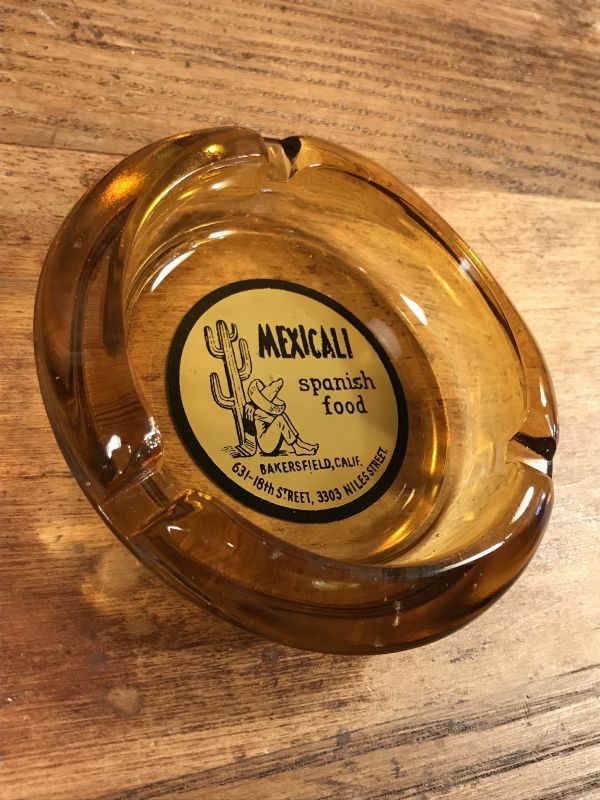 MEXICALI
spanish
food
BAKERSFIELD, CALIF.
631-18th STREET, 3303 NILES STREET.